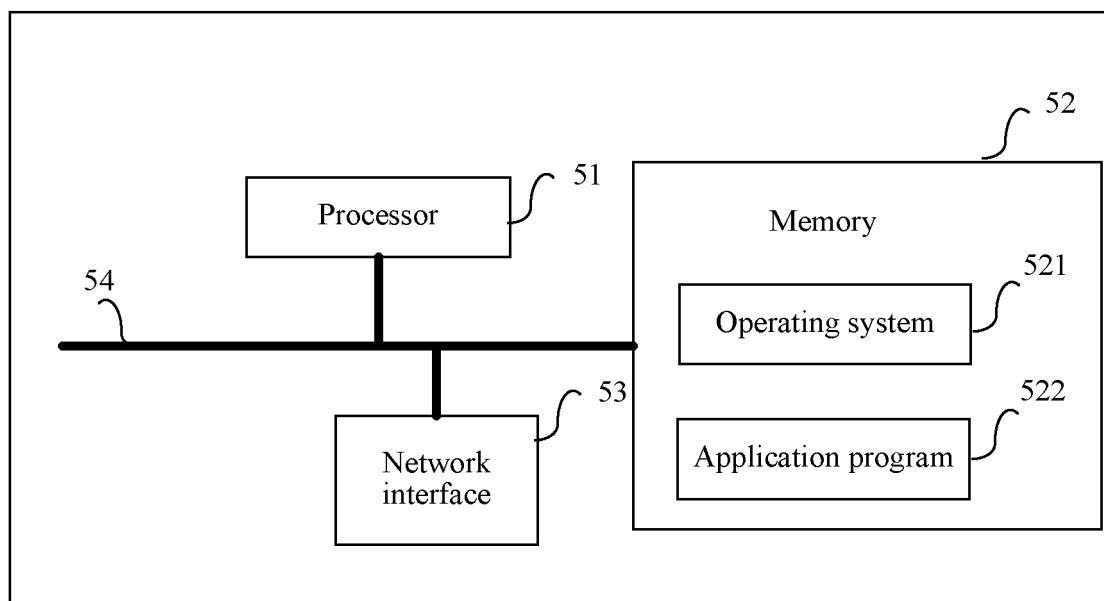 52
51
Processor
Memory
521
54
Operating system
53
522
Network
interface
Application program